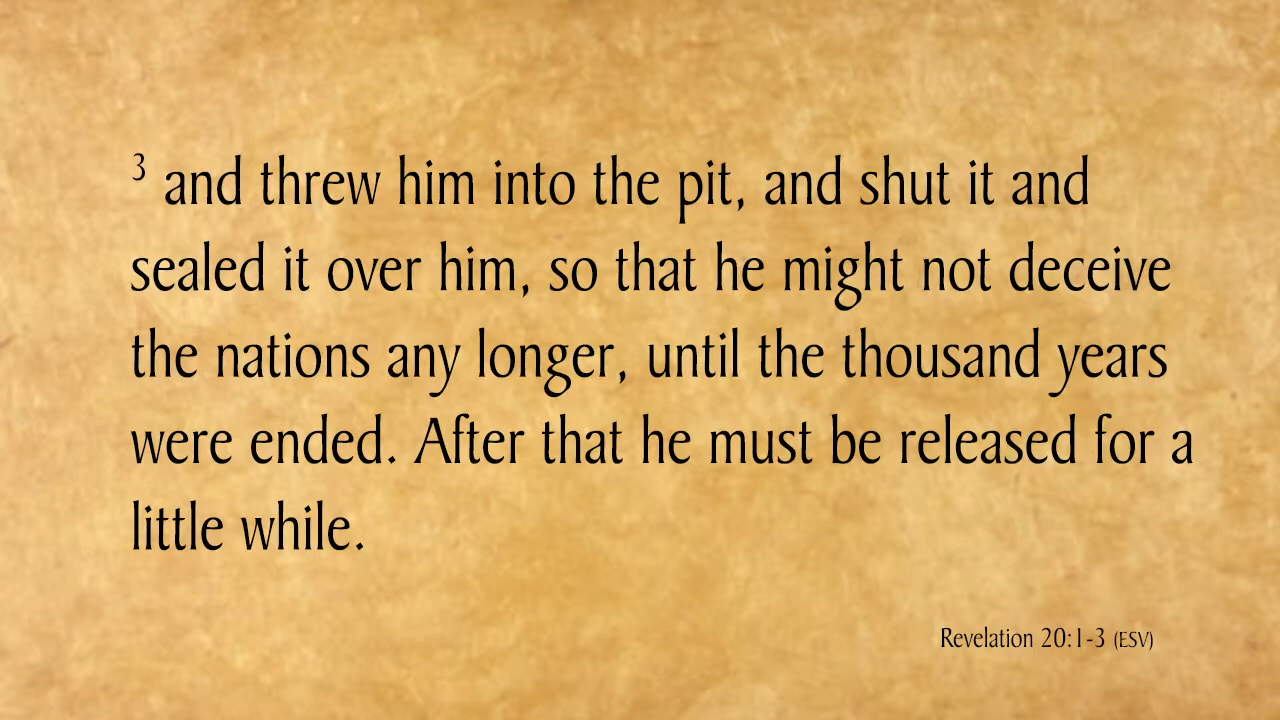 3 and threw him into the pit, and shut it and
sealed it over him, so that he might not deceive
the nations any longer, until the thousand years
were ended. After that he must be released for a
little while.
Revelation 20:1-3 (ESV)